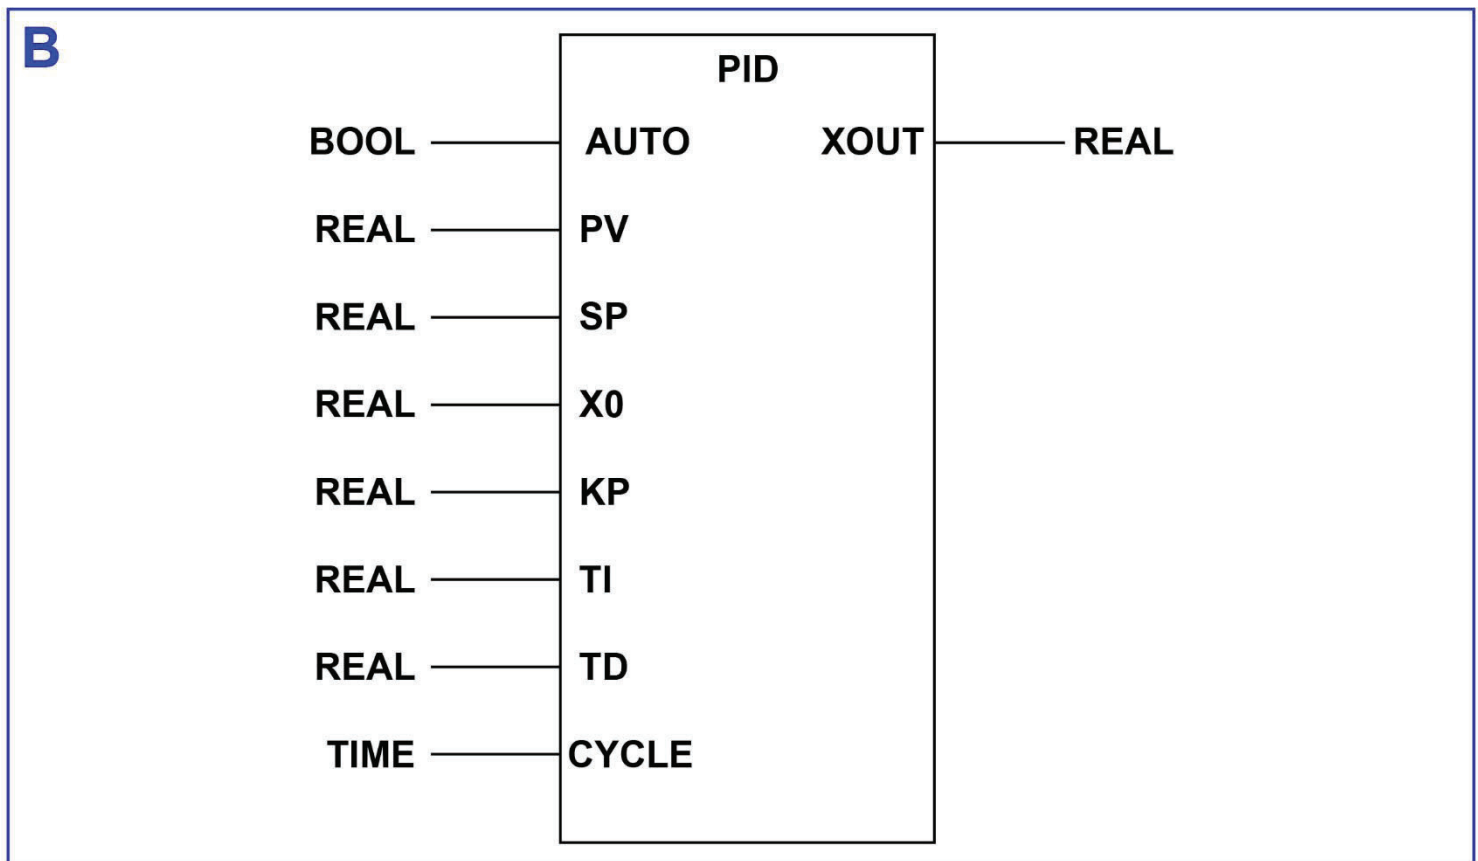 B
PID
BOOL AUTO XOUT REAL
REAL PV
REAL SP
REAL X0
REAL KP
REAL TI
REAL TD
TIME CYCLE